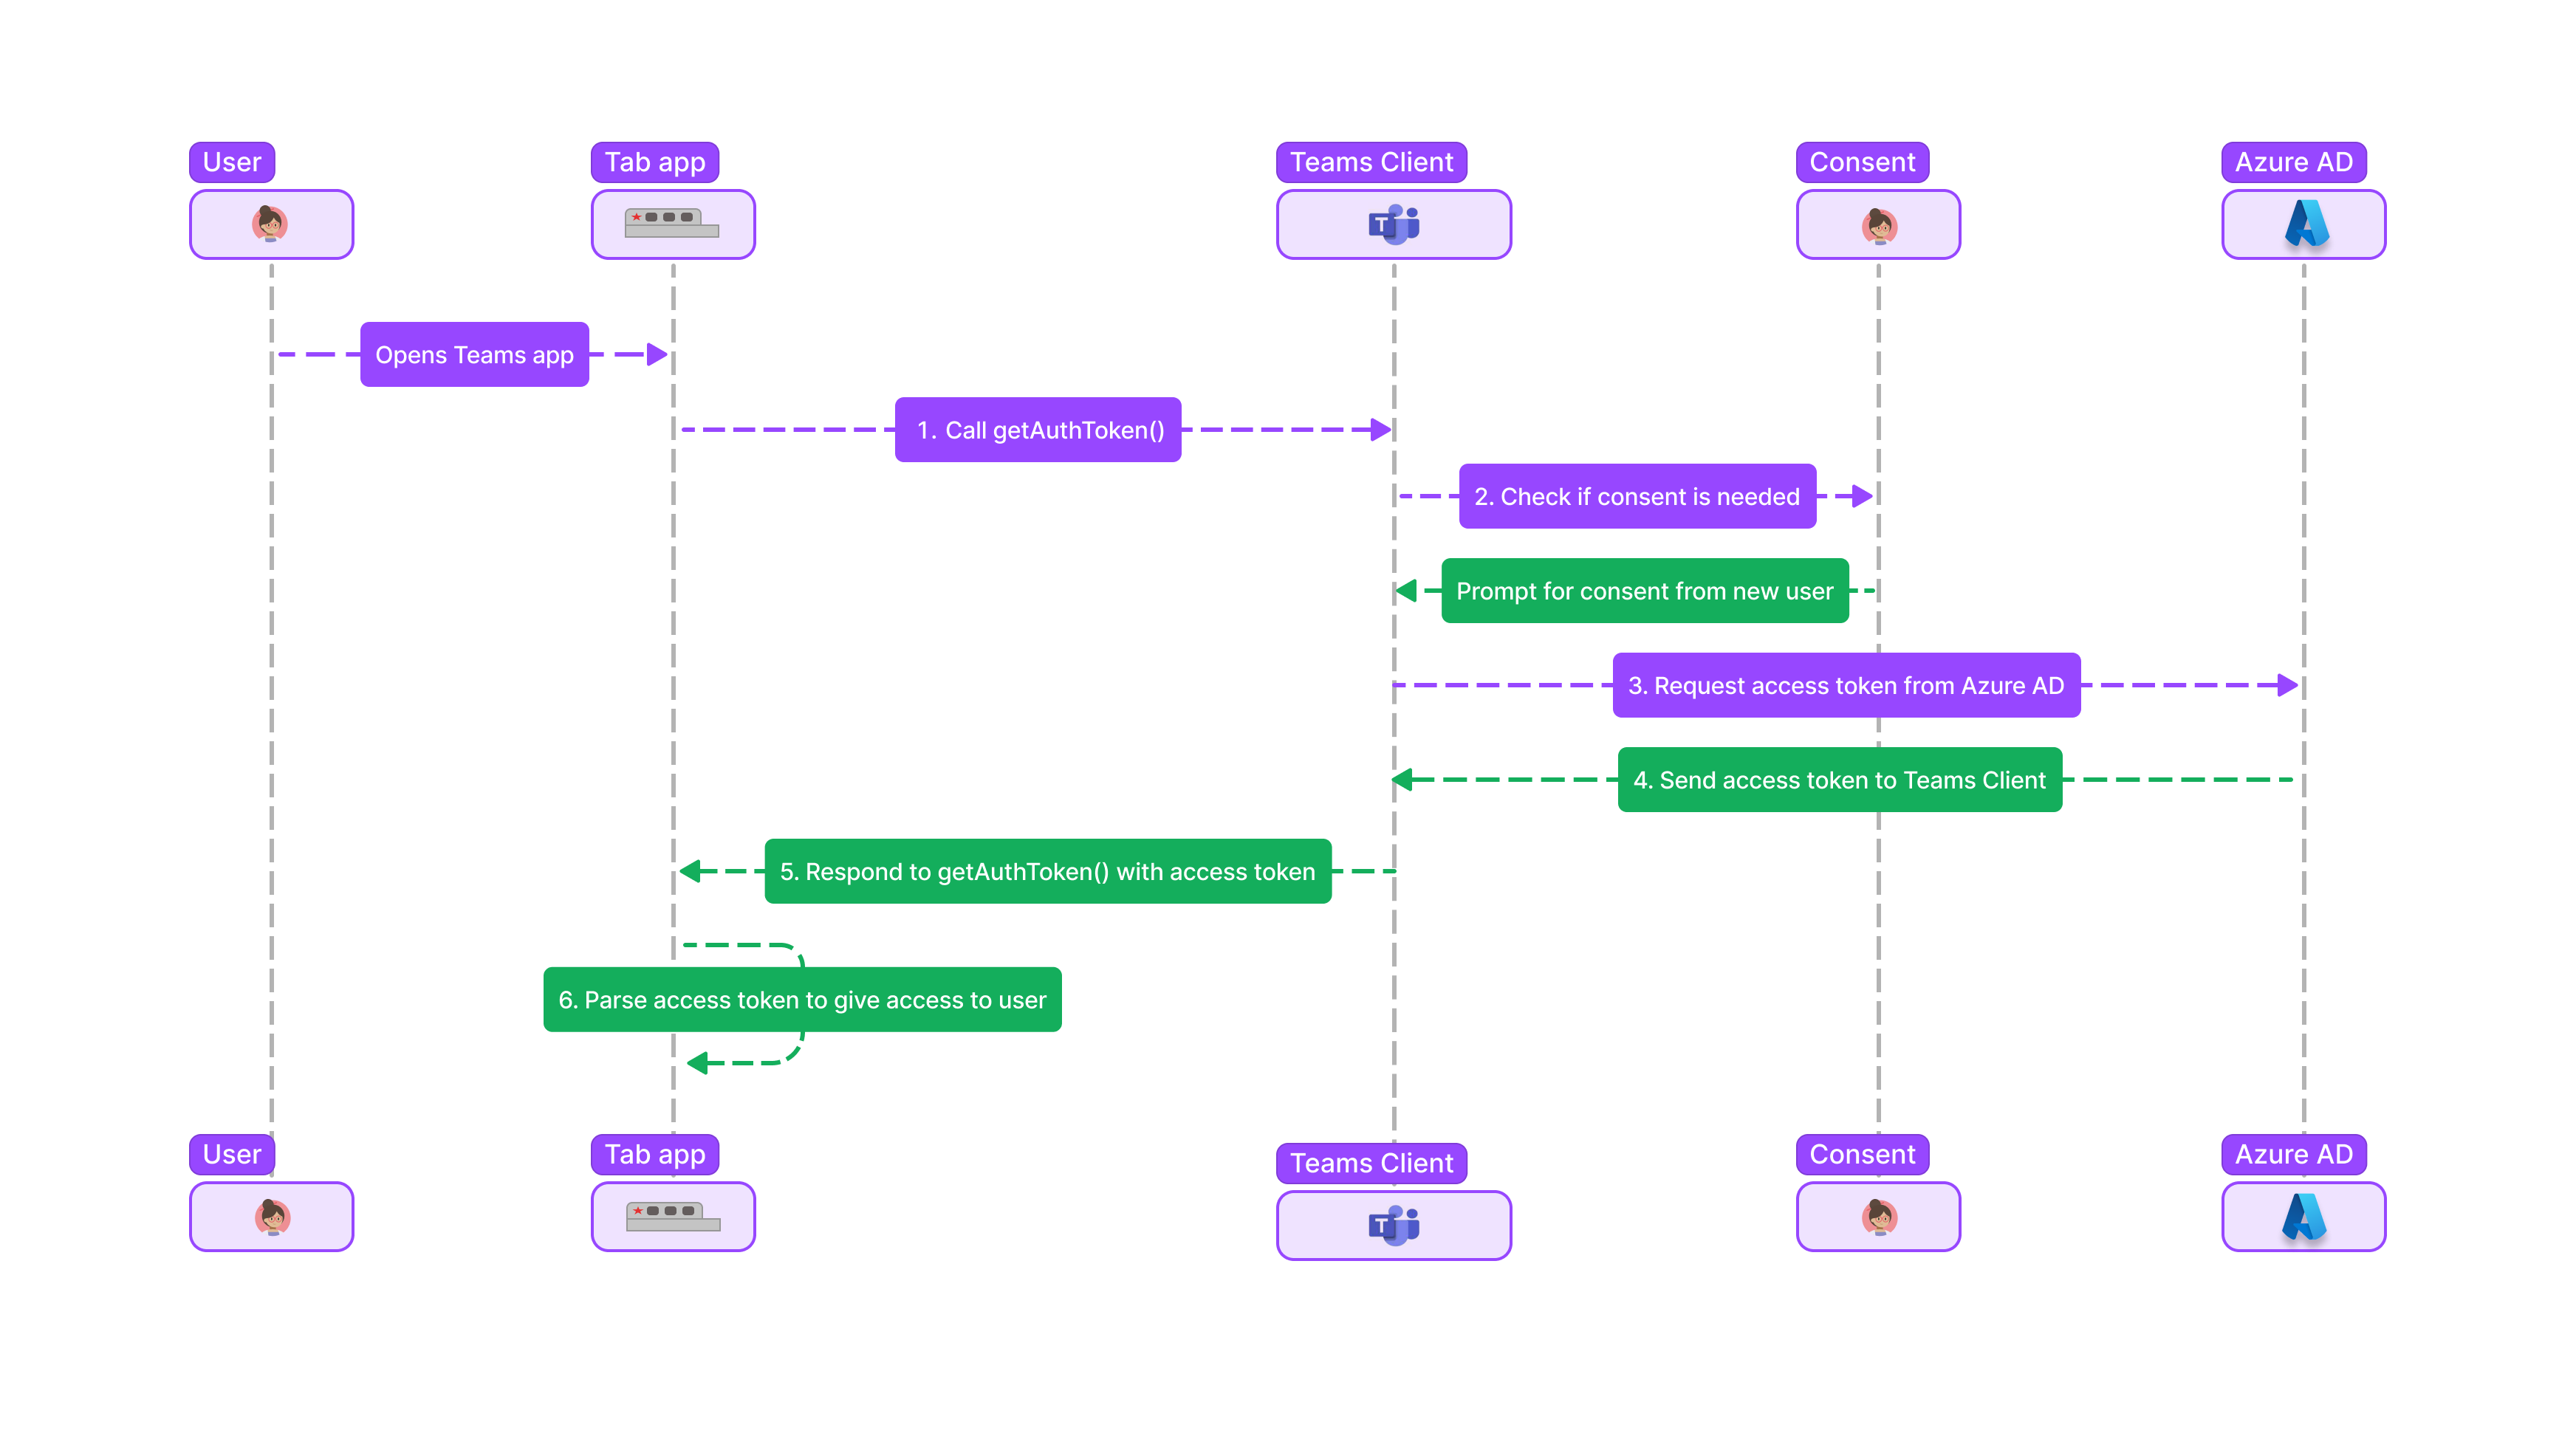 User
Tab app
Teams Client
Consent
Azure AD
T
Opens Teams app
1. Call getAuthToken()
2. Check if consent is needed
Prompt for consent from new user
3. Request access token from Azure AD
4. Send access token to Teams Client
5. Respond to getAuthToken() with access token
6. Parse access token to give access to user
User
Tab app
Teams Client
Consent
Azure AD
T